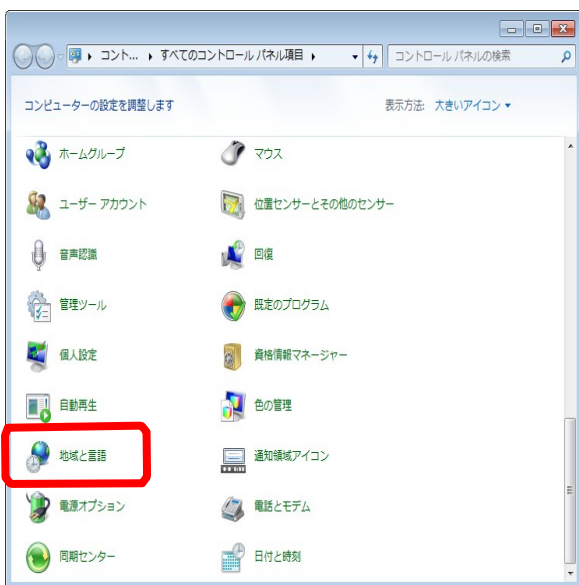 コント... すべてのコントロール パネル項目 コントロール パネルの検索
コンピューターの設定を調整します 表示方法: 大きいアイコン
ホームグループ マウス
ユーザー アカウント 位置センサーとその他のセンサー
音声認識 回復
管理ツール 既定のプログラム
個人設定 資格情報マネージャー
自動再生 色の管理
地域と言語 通知領域アイコン
電源オプション 電話とモデム
同期センター 日付と時刻